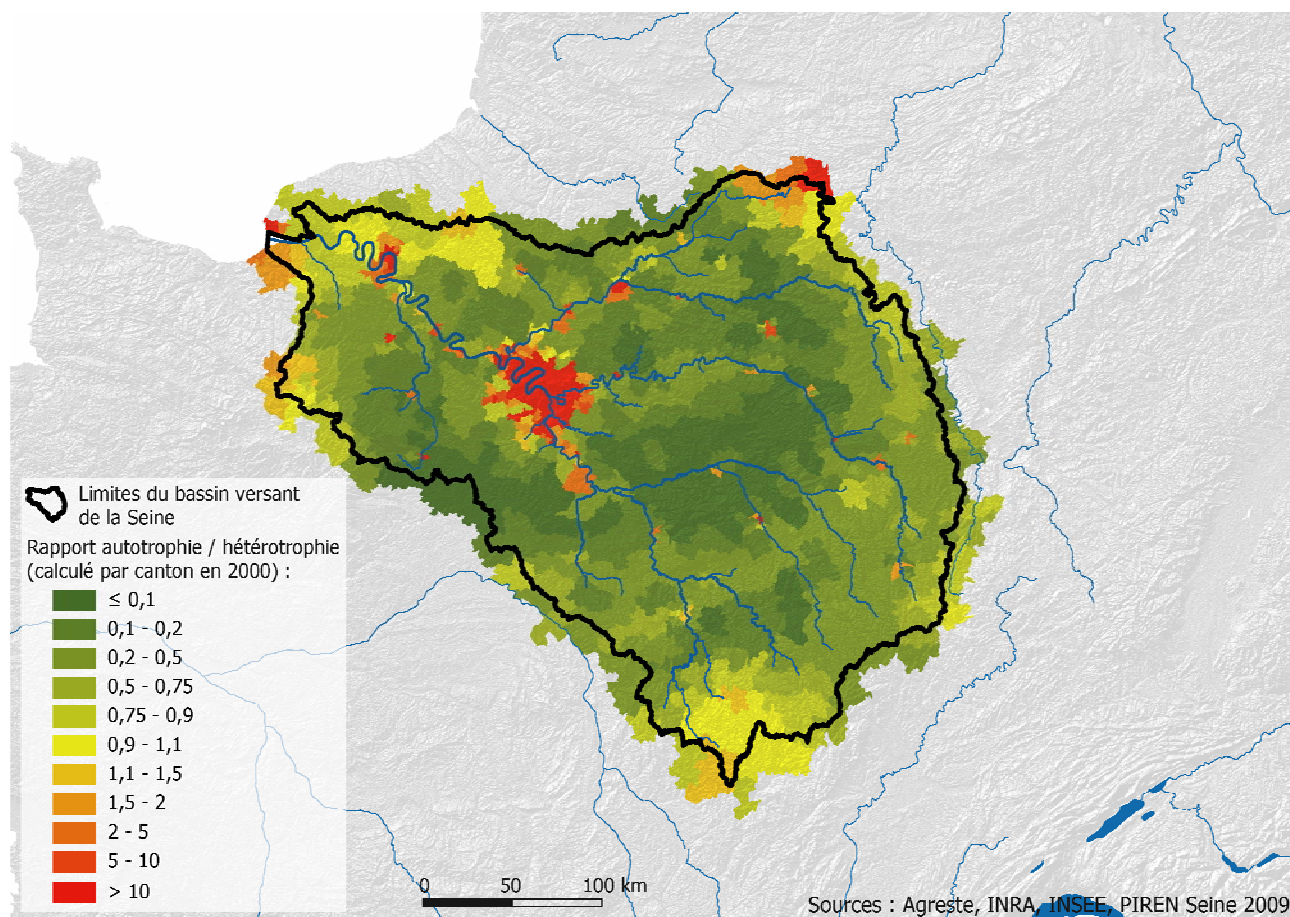 Limites du bassin versant
de la Seine
Rapport autotrophie / hétérotrophie
(calculé par canton en 2000) :
≤ 0,1
0,1 - 0,2
0,2 - 0,5
0,5 - 0,75
0,75 - 0,9
0,9 - 1,1
1,1 - 1,5
1,5 - 2
2 - 5
5 - 10
> 10
0 50 100 km
Sources : Agreste, INRA, INSEE, PIREN Seine 2009